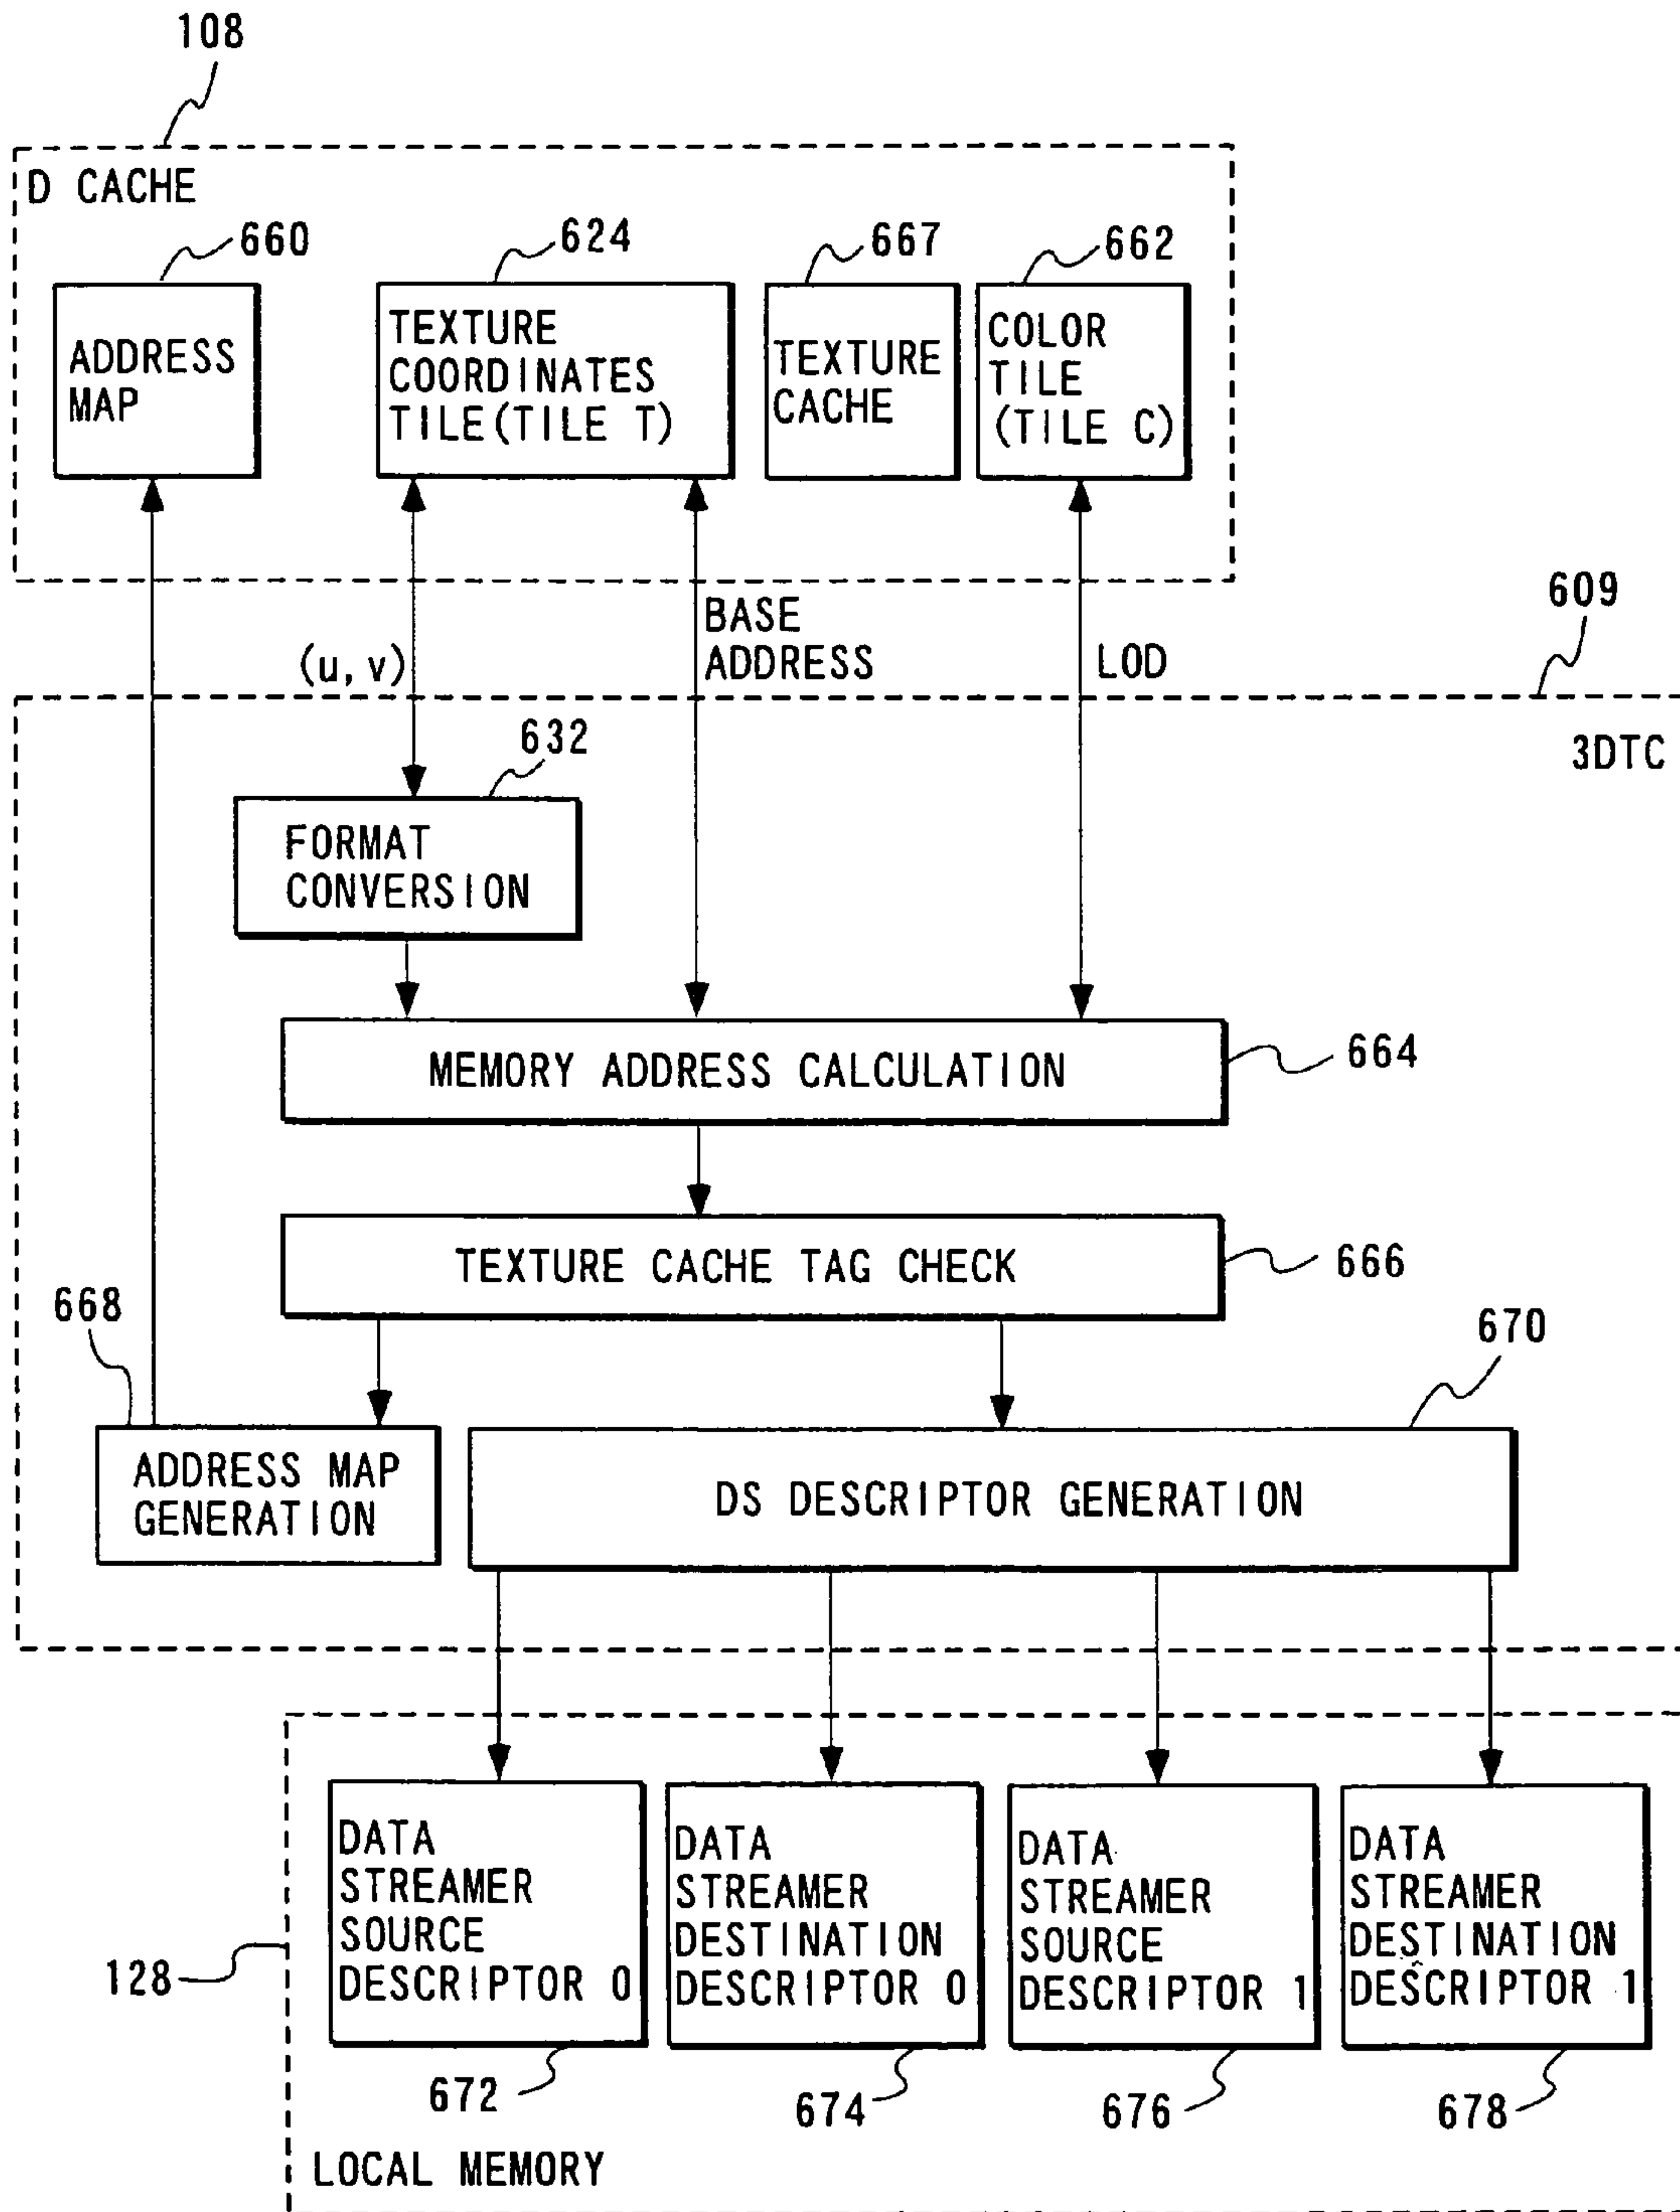 108
D CACHE
660
624
667
662
ADDRESS
MAP
TEXTURE
COORDINATES
TILE(TILE T)
TEXTURE
CACHE
COLOR
TILE
(TILE C)
609
(u, v)
BASE
ADDRESS
LOD
3DTC
632
FORMAT
CONVERSION
MEMORY ADDRESS CALCULATION
664
TEXTURE CACHE TAG CHECK
666
668
670
ADDRESS MAP
GENERATION
DS DESCRIPTOR GENERATION
DATA
STREAMER
SOURCE
DESCRIPTOR 0
DATA
STREAMER
DESTINATION
DESCRIPTOR 0
DATA
STREAMER
SOURCE
DESCRIPTOR 1
DATA
STREAMER
DESTINATION
DESCRIPTOR 1
128
672
674
676
678
LOCAL MEMORY